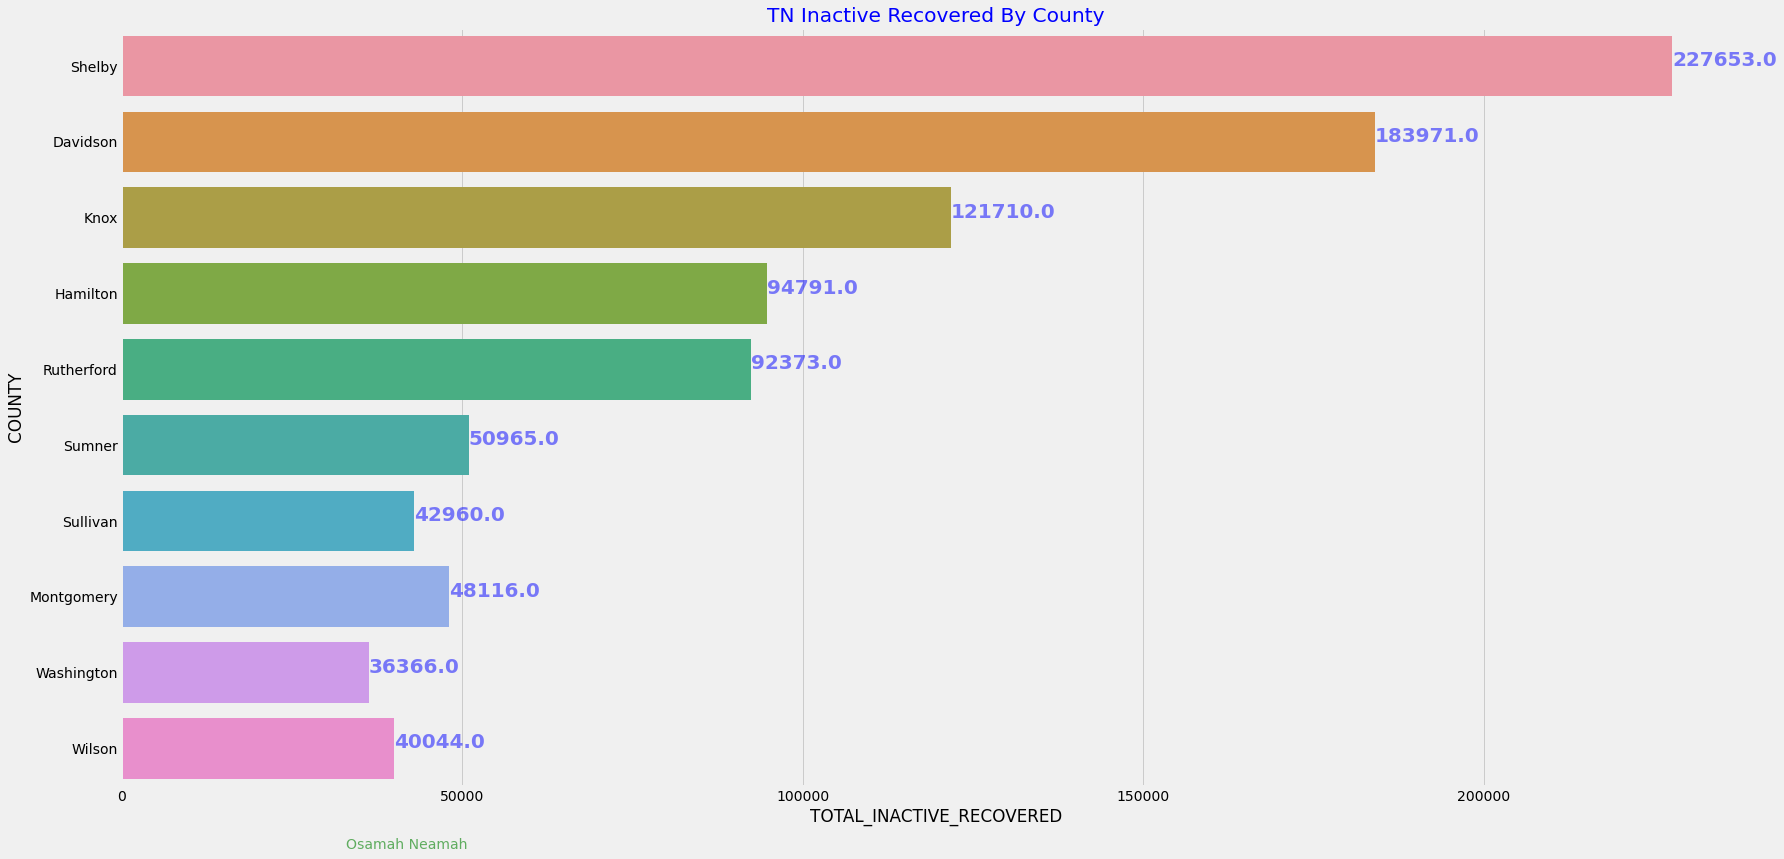 TN Inactive Recovered By County
Shelby 227653.0
Davidson 183971.0
Knox 121710.0
Hamilton 94791.0
Rutherford 92373.0
COUNTY
Sumner 50965.0
Sullivan 42960.0
Montgomery 48116.0
Washington 36366.0
Wilson 40044.0
0 50000 100000 150000 200000
TOTAL_INACTIVE_RECOVERED
Osamah Neamah